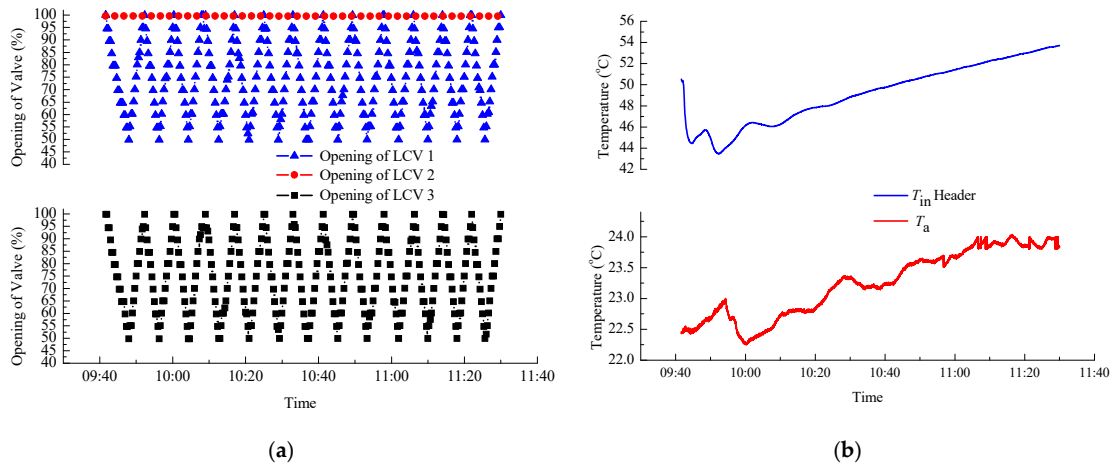 Opening of Valve (%)
100
95
90
85
80
75
70
65
60
55
50
45
40
Opening of LCV 1
Opening of LCV 2
Opening of LCV 3
Opening of Valve (%)
100
95
90
85
80
75
70
65
60
55
50
45
40
09:40 10:00 10:20 10:40 11:00 11:20 11:40
Time
(a)
Temperature (°C)
56
54
52
50
48
46
44
42
T_in Header
T_a
Temperature (°C)
24.0
23.5
23.0
22.5
22.0
09:40 10:00 10:20 10:40 11:00 11:20 11:40
Time
(b)